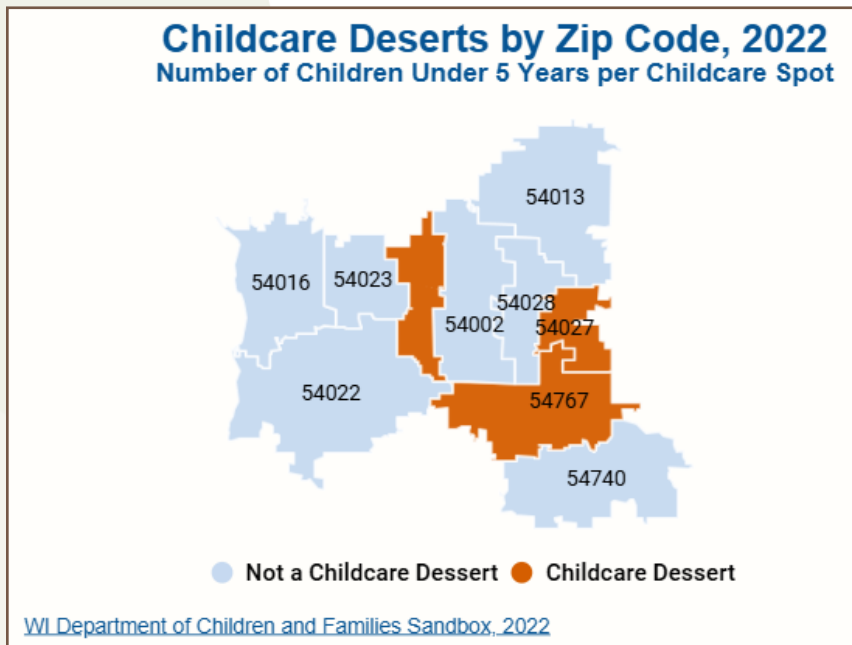 Childcare Deserts by Zip Code, 2022
Number of Children Under 5 Years per Childcare Spot
54013
54016
54023
54028
54002
54027
54022
54767
54740
Not a Childcare Dessert
Childcare Dessert
WI Department of Children and Families Sandbox, 2022